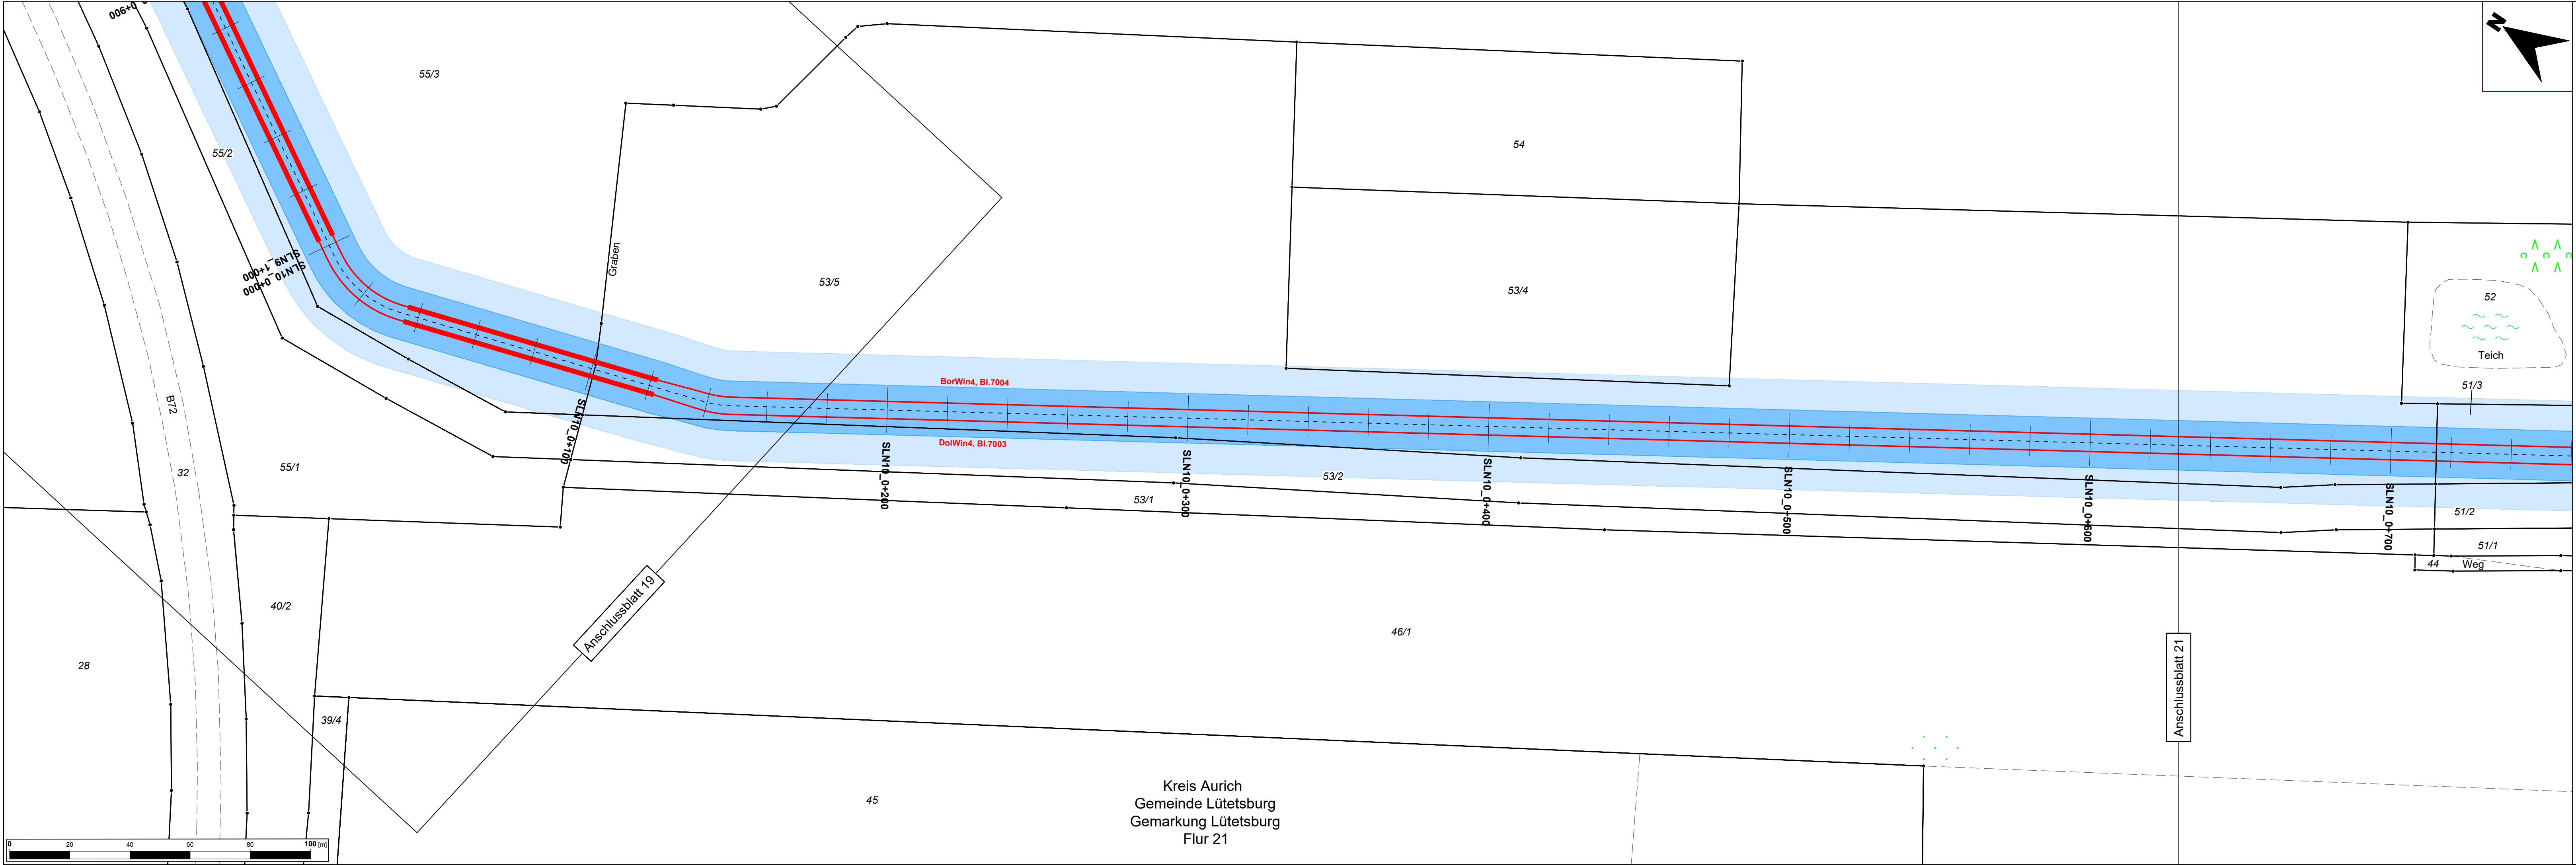 0+900
N
55/3
55/2
54
Graben
SLN9_1+000
SLN10_0+000
53/5
53/4
52
Teich
BorWin4, Bl.7004
51/3
B72
SLN10_0+100
DolWin4, Bl.7003
SLN10_0+200
SLN10_0+300
SLN10_0+400
SLN10_0+500
SLN10_0+600
SLN10_0+700
32
55/1
53/2
53/1
51/2
51/1
44
Weg
40/2
Anschlussblatt 19
46/1
28
Anschlussblatt 21
39/4
45
Kreis Aurich
Gemeinde Lütetsburg
Gemarkung Lütetsburg
Flur 21
0 20 40 60 80 100 [m]